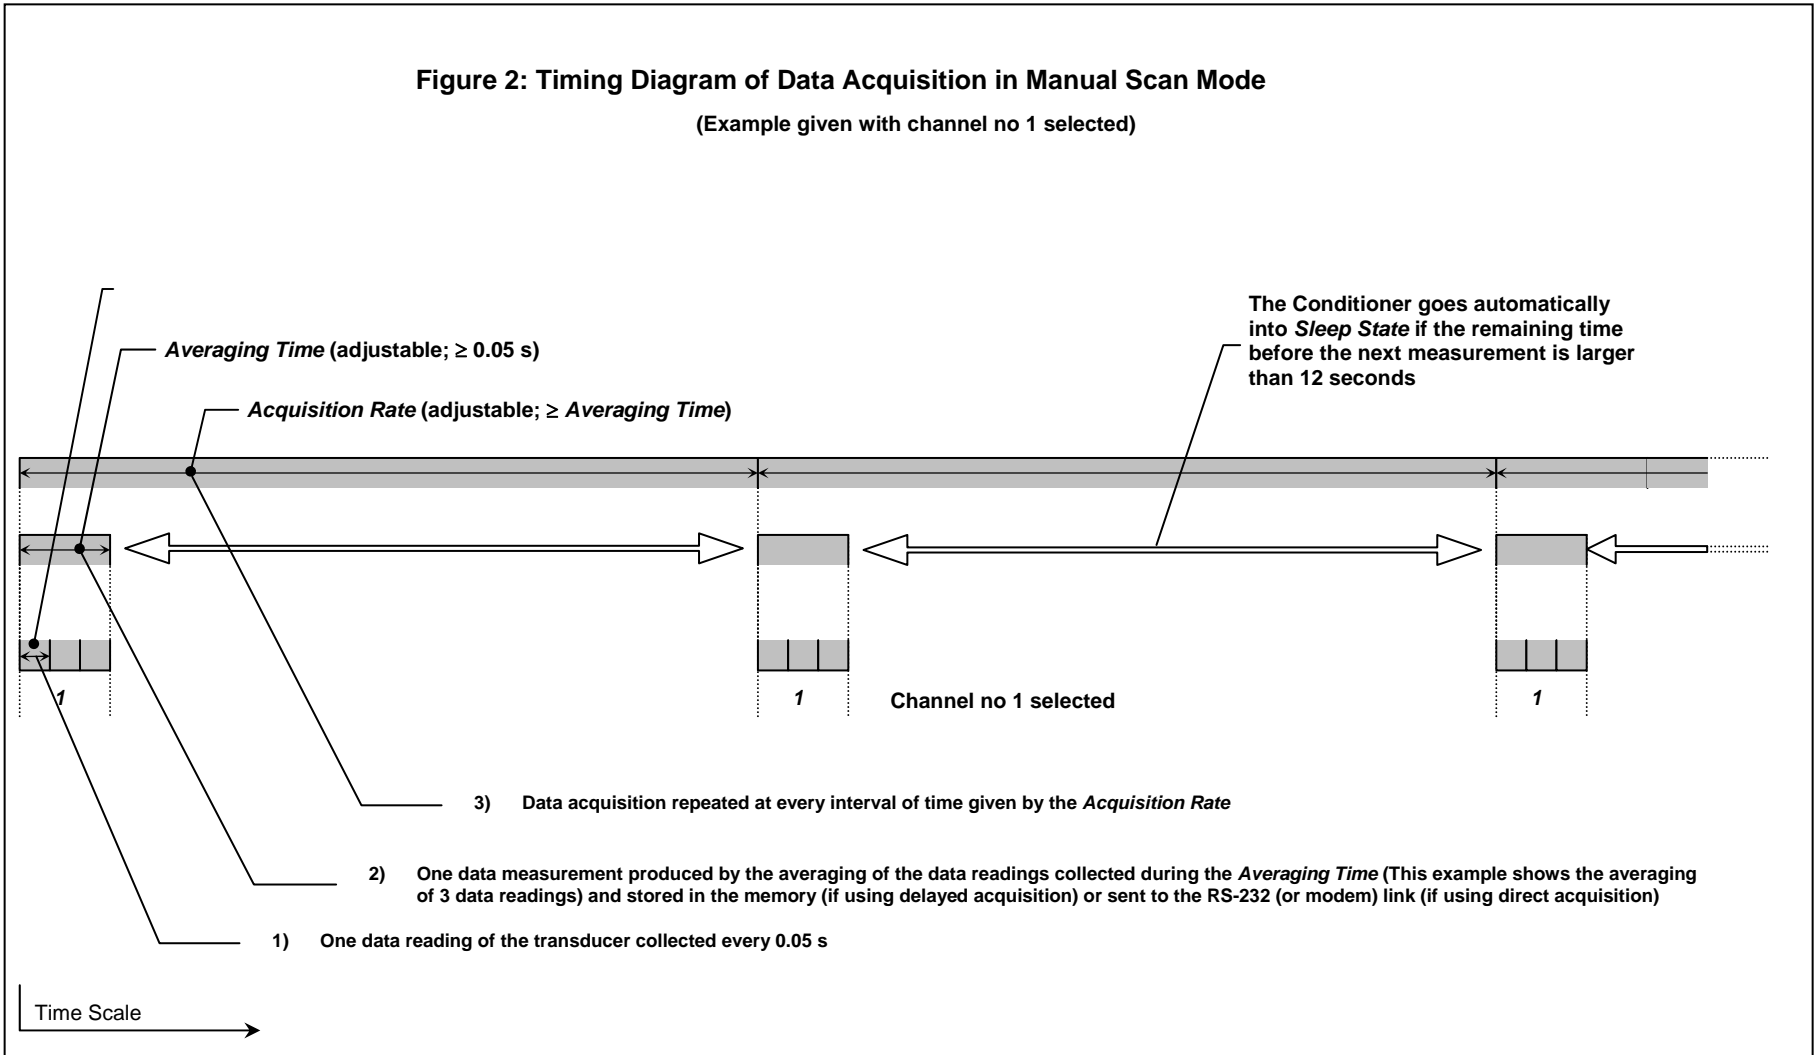 Figure 2: Timing Diagram of Data Acquisition in Manual Scan Mode
(Example given with channel no 1 selected)
The Conditioner goes automatically
into Sleep State if the remaining time
before the next measurement is larger
than 12 seconds
Averaging Time (adjustable; ≥ 0.05 s)
Acquisition Rate (adjustable; ≥ Averaging Time)
1
1
Channel no 1 selected
1
3) Data acquisition repeated at every interval of time given by the Acquisition Rate
2) One data measurement produced by the averaging of the data readings collected during the Averaging Time (This example shows the averaging
of 3 data readings) and stored in the memory (if using delayed acquisition) or sent to the RS-232 (or modem) link (if using direct acquisition)
1) One data reading of the transducer collected every 0.05 s
Time Scale